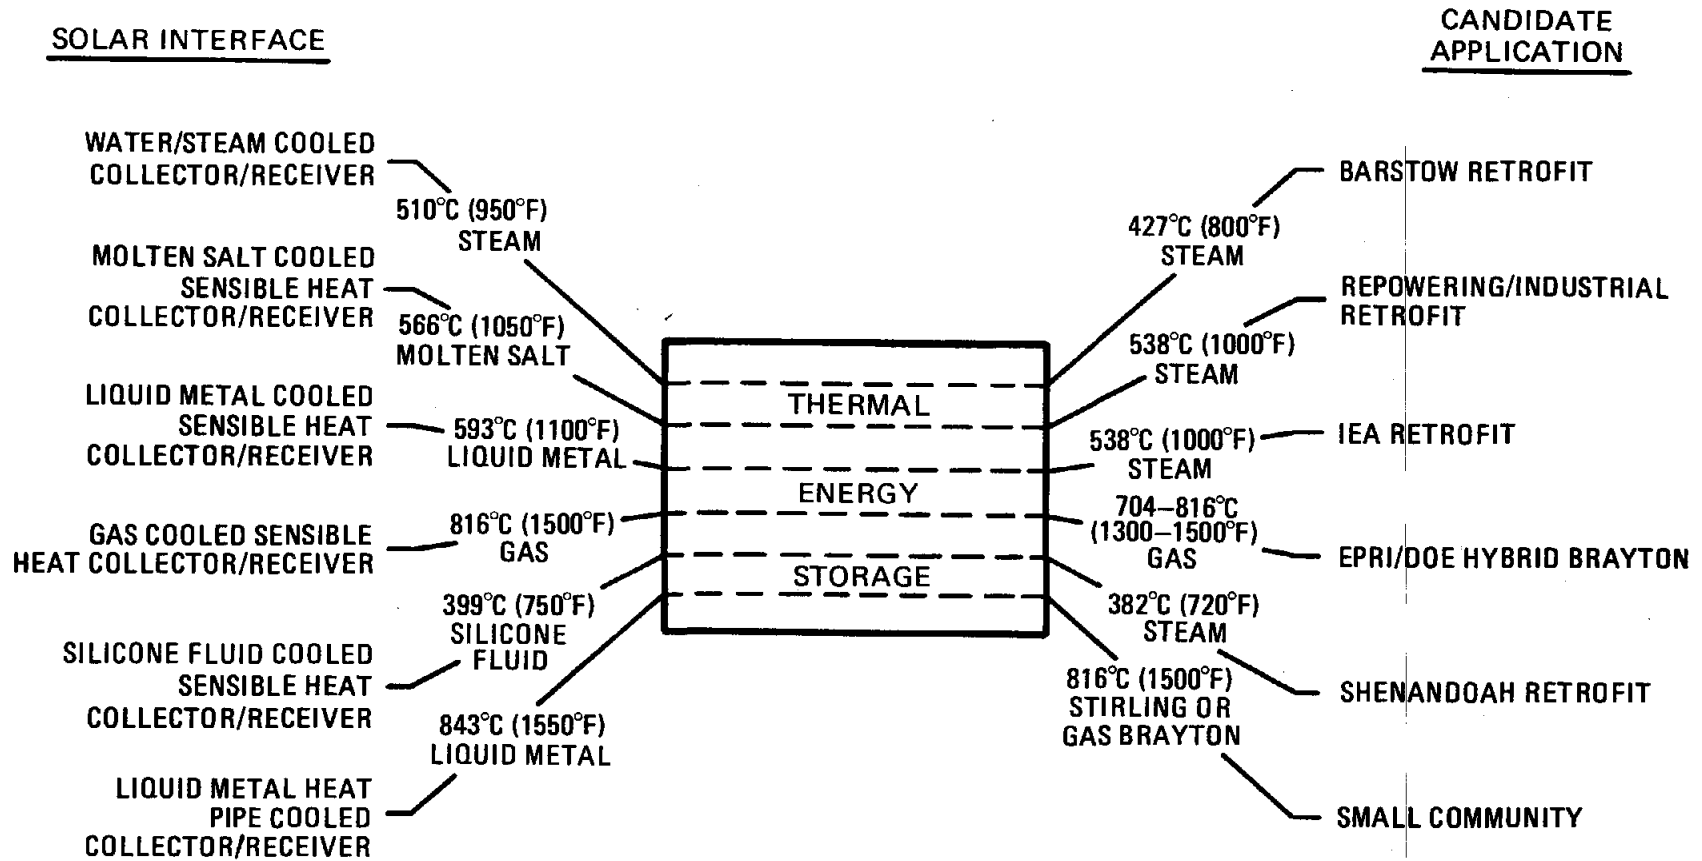 SOLAR INTERFACE
CANDIDATE
APPLICATION
WATER/STEAM COOLED
COLLECTOR/RECEIVER
510°C (950°F)
STEAM
MOLTEN SALT COOLED
SENSIBLE HEAT
COLLECTOR/RECEIVER
566°C (1050°F)
MOLTEN SALT
LIQUID METAL COOLED
SENSIBLE HEAT
COLLECTOR/RECEIVER
593°C (1100°F)
LIQUID METAL
GAS COOLED SENSIBLE
HEAT COLLECTOR/RECEIVER
816°C (1500°F)
GAS
SILICONE FLUID COOLED
SENSIBLE HEAT
COLLECTOR/RECEIVER
399°C (750°F)
SILICONE
FLUID
LIQUID METAL HEAT
PIPE COOLED
COLLECTOR/RECEIVER
843°C (1550°F)
LIQUID METAL
THERMAL
ENERGY
STORAGE
427°C (800°F)
STEAM
BARSTOW RETROFIT
538°C (1000°F)
STEAM
REPOWERING/INDUSTRIAL
RETROFIT
538°C (1000°F)
STEAM
IEA RETROFIT
704–816°C
(1300–1500°F)
GAS
EPRI/DOE HYBRID BRAYTON
382°C (720°F)
STEAM
SHENANDOAH RETROFIT
816°C (1500°F)
STIRLING OR
GAS BRAYTON
SMALL COMMUNITY